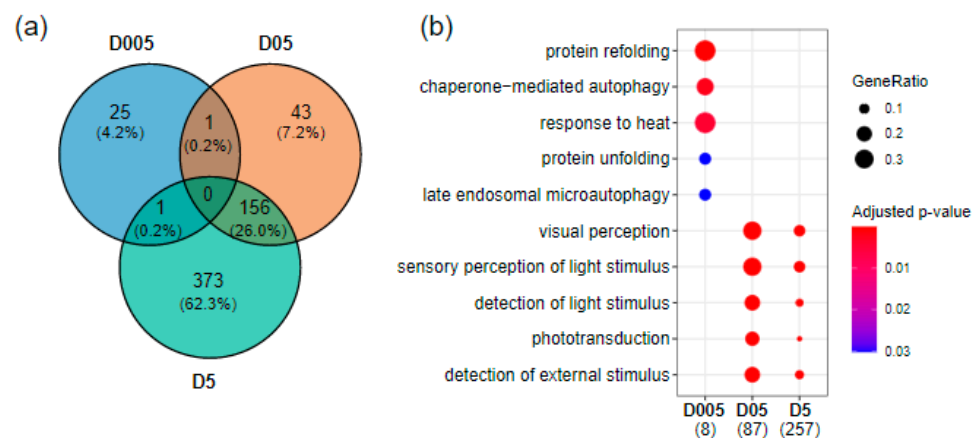 (a)
D005
D05
25
(4.2%)
1
(0.2%)
43
(7.2%)
0
1
(0.2%)
156
(26.0%)
373
(62.3%)
D5
(b)
protein refolding
chaperone−mediated autophagy
response to heat
protein unfolding
late endosomal microautophagy
visual perception
sensory perception of light stimulus
detection of light stimulus
phototransduction
detection of external stimulus
D005 D05 D5
(8) (87) (257)
GeneRatio
0.1
0.2
0.3
Adjusted p-value
0.01
0.02
0.03